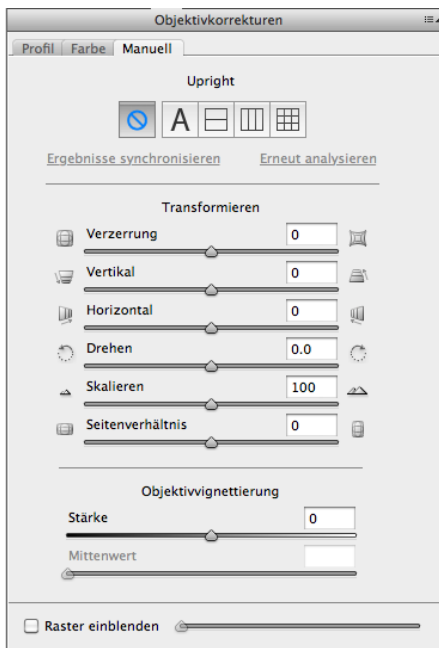 Objektivkorrekturen
Profil Farbe Manuell
Upright
A
Ergebnisse synchronisieren Erneut analysieren
Transformieren
Verzerrung 0
Vertikal 0
Horizontal 0
Drehen 0.0
Skalieren 100
Seitenverhältnis 0
Objektivvignettierung
Stärke 0
Mittenwert
Raster einblenden